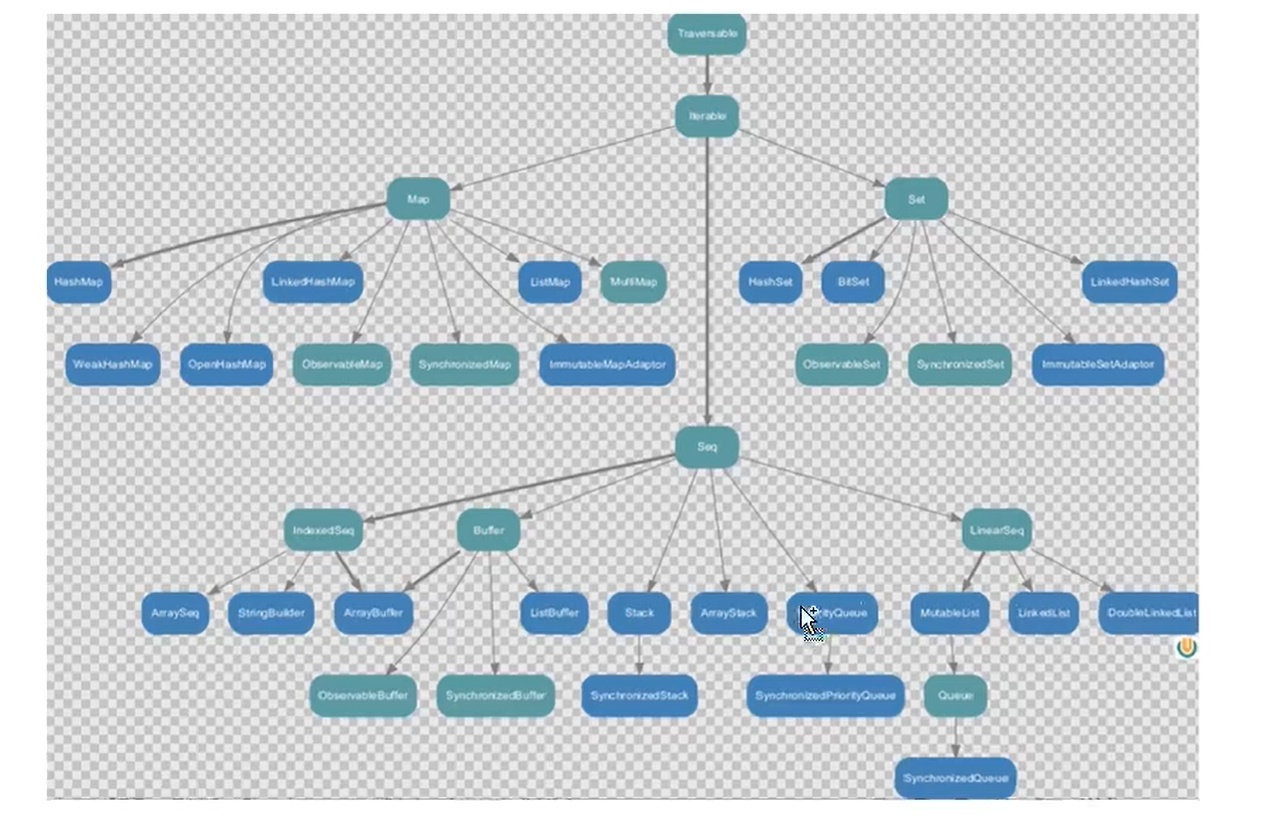 Traversable
Iterable
Map
Set
HashMap
LinkedHashMap
ListMap
MultiMap
HashSet
BitSet
LinkedHashSet
WeakHashMap
OpenHashMap
ObservableMap
SynchronizedMap
ImmutableMapAdaptor
ObservableSet
SynchronizedSet
ImmutableSetAdaptor
Seq
IndexedSeq
Buffer
LinearSeq
ArraySeq
StringBuilder
ArrayBuffer
ListBuffer
Stack
ArrayStack
rityQueue
MutableList
LinkedList
DoubleLinkedList
ObservableBuffer
SynchronizedBuffer
SynchronizedStack
SynchronizedPriorityQueue
Queue
SynchronizedQueue